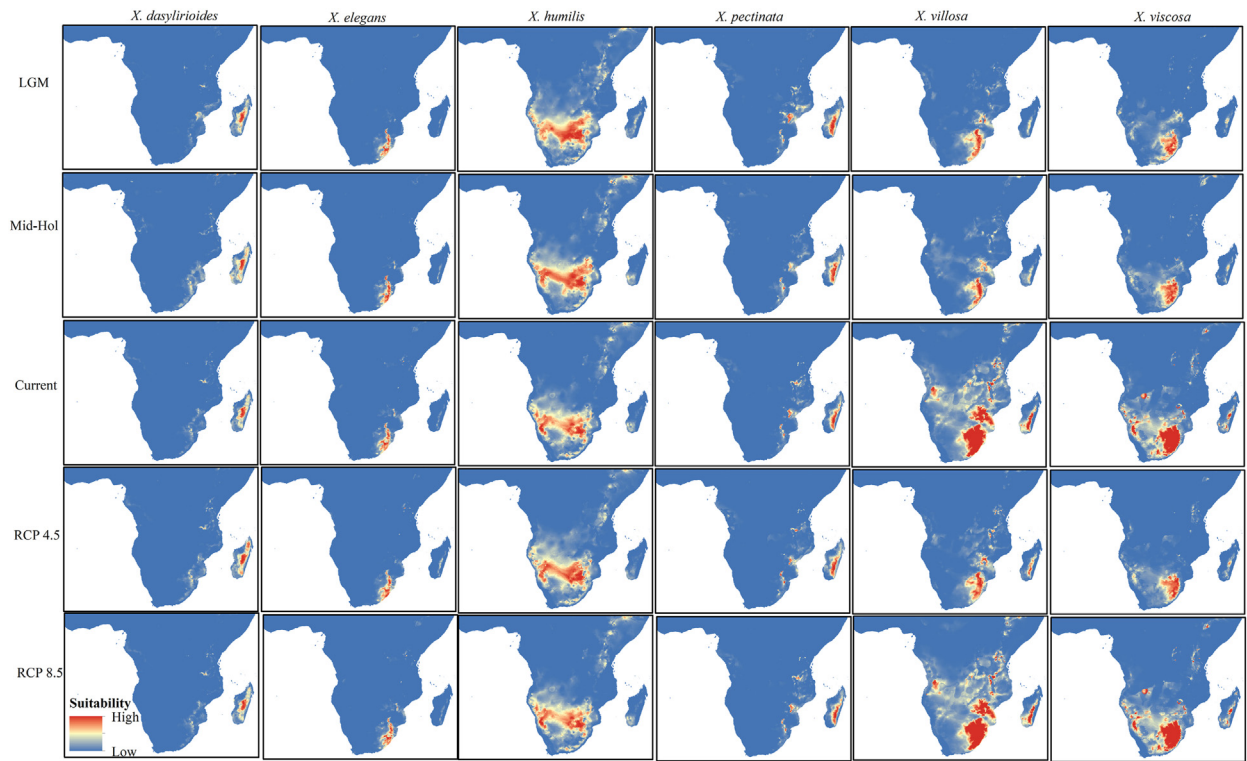 X. dasylirioides X. elegans X. humilis X. pectinata X. villosa X. viscosa
LGM
Mid-Hol
Current
RCP 4.5
RCP 8.5
Suitability
High
Low